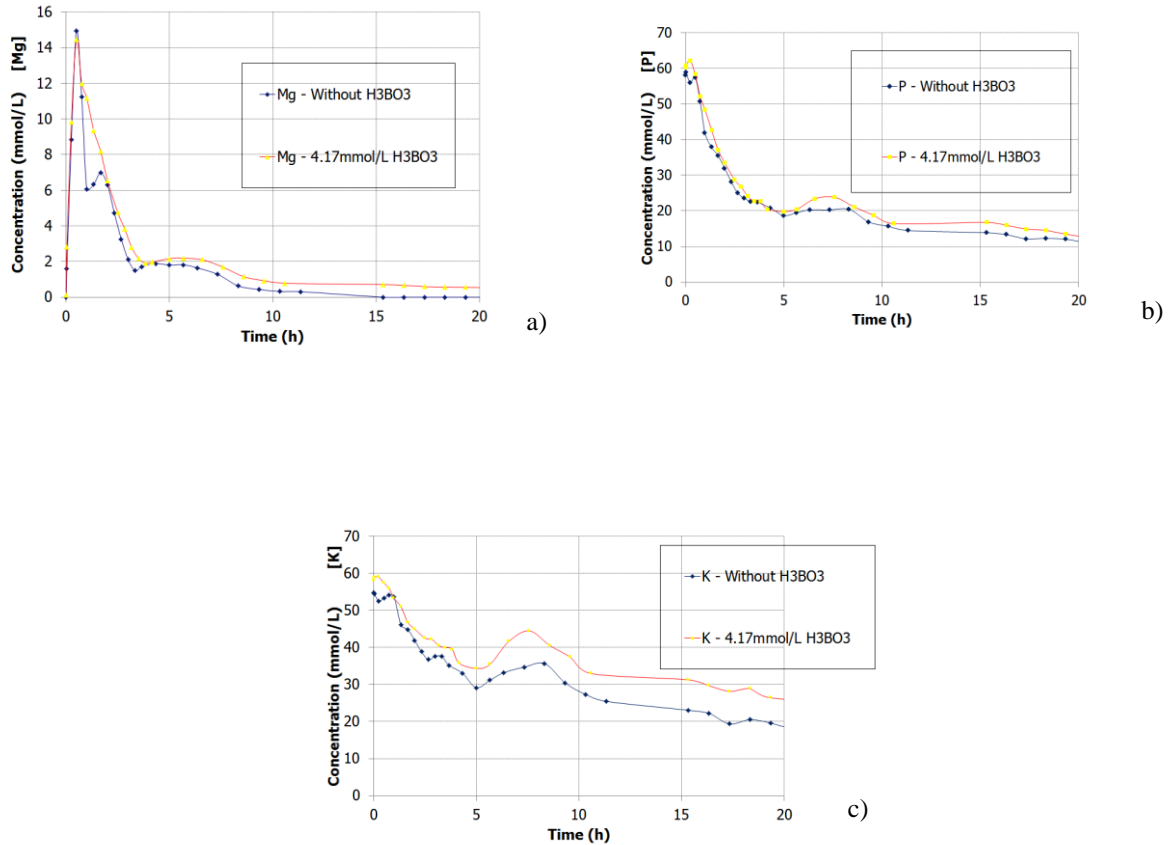 [Mg]
Concentration (mmol/L)
16
14
12
10
8
6
4
2
0
Mg - Without H3BO3
Mg - 4.17mmol/L H3BO3
0 5 10 15 20
Time (h)
a)
[P]
Concentration (mmol/L)
70
60
50
40
30
20
10
0
P - Without H3BO3
P - 4.17mmol/L H3BO3
0 5 10 15 20
Time (h)
b)
[K]
Concentration (mmol/L)
70
60
50
40
30
20
10
0
K - Without H3BO3
K - 4.17mmol/L H3BO3
0 5 10 15 20
Time (h)
c)